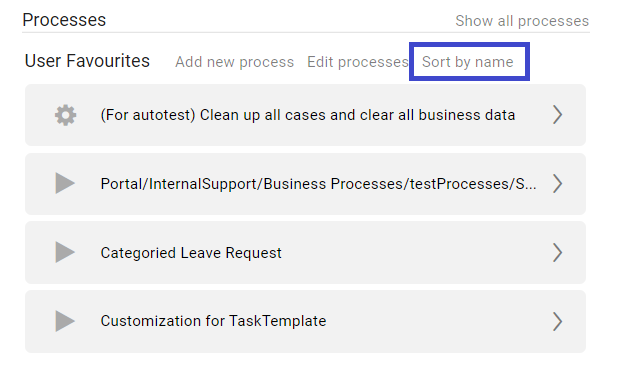 Processes Show all processes
User Favourites Add new process Edit processes Sort by name
(For autotest) Clean up all cases and clear all business data
Portal/InternalSupport/Business Processes/testProcesses/S...
Categoried Leave Request
Customization for TaskTemplate